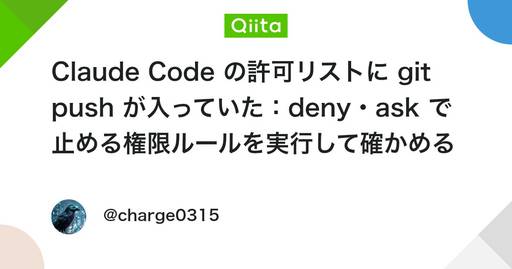 Qiita
Claude Code の許可リストに git
push が入っていた：deny・ask で
止める権限ルールを実行して確かめる
@charge0315